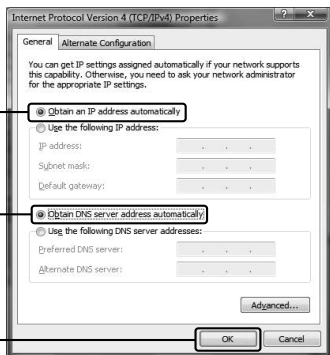 Internet Protocol Version 4 (TCP/IPv4) Properties
General Alternate Configuration
You can get IP settings assigned automatically if your network supports
this capability. Otherwise, you need to ask your network administrator
for the appropriate IP settings.
Obtain an IP address automatically
Use the following IP address:
IP address:
Subnet mask:
Default gateway:
Obtain DNS server address automatically
Use the following DNS server addresses:
Preferred DNS server:
Alternate DNS server:
Advanced...
OK Cancel